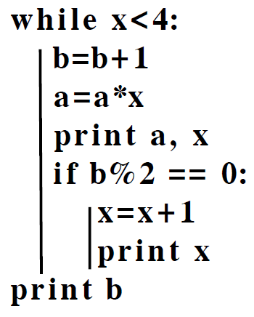 while x<4:
b=b+1
a=a*x
print a, x
if b%2 == 0:
x=x+1
print x
print b